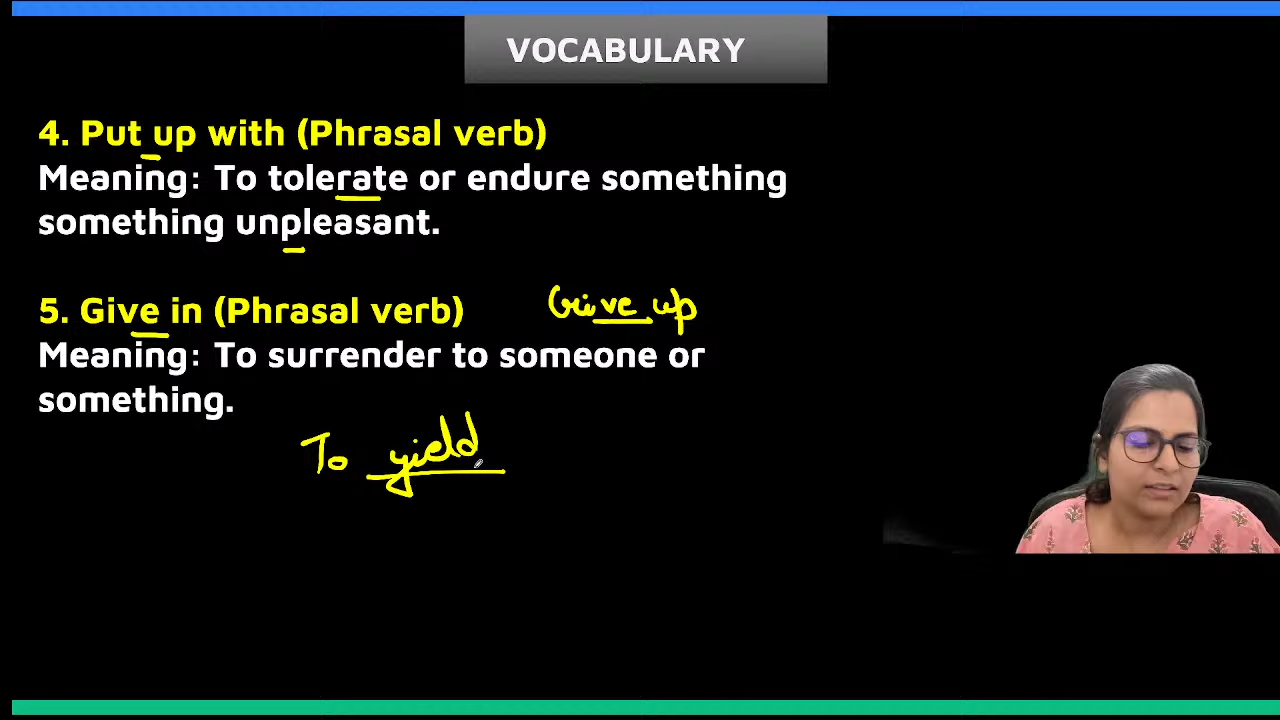 VOCABULARY
4. Put up with (Phrasal verb)
Meaning: To tolerate or endure something
something unpleasant.
5. Give in (Phrasal verb)
Give up
Meaning: To surrender to someone or
something.
To yield